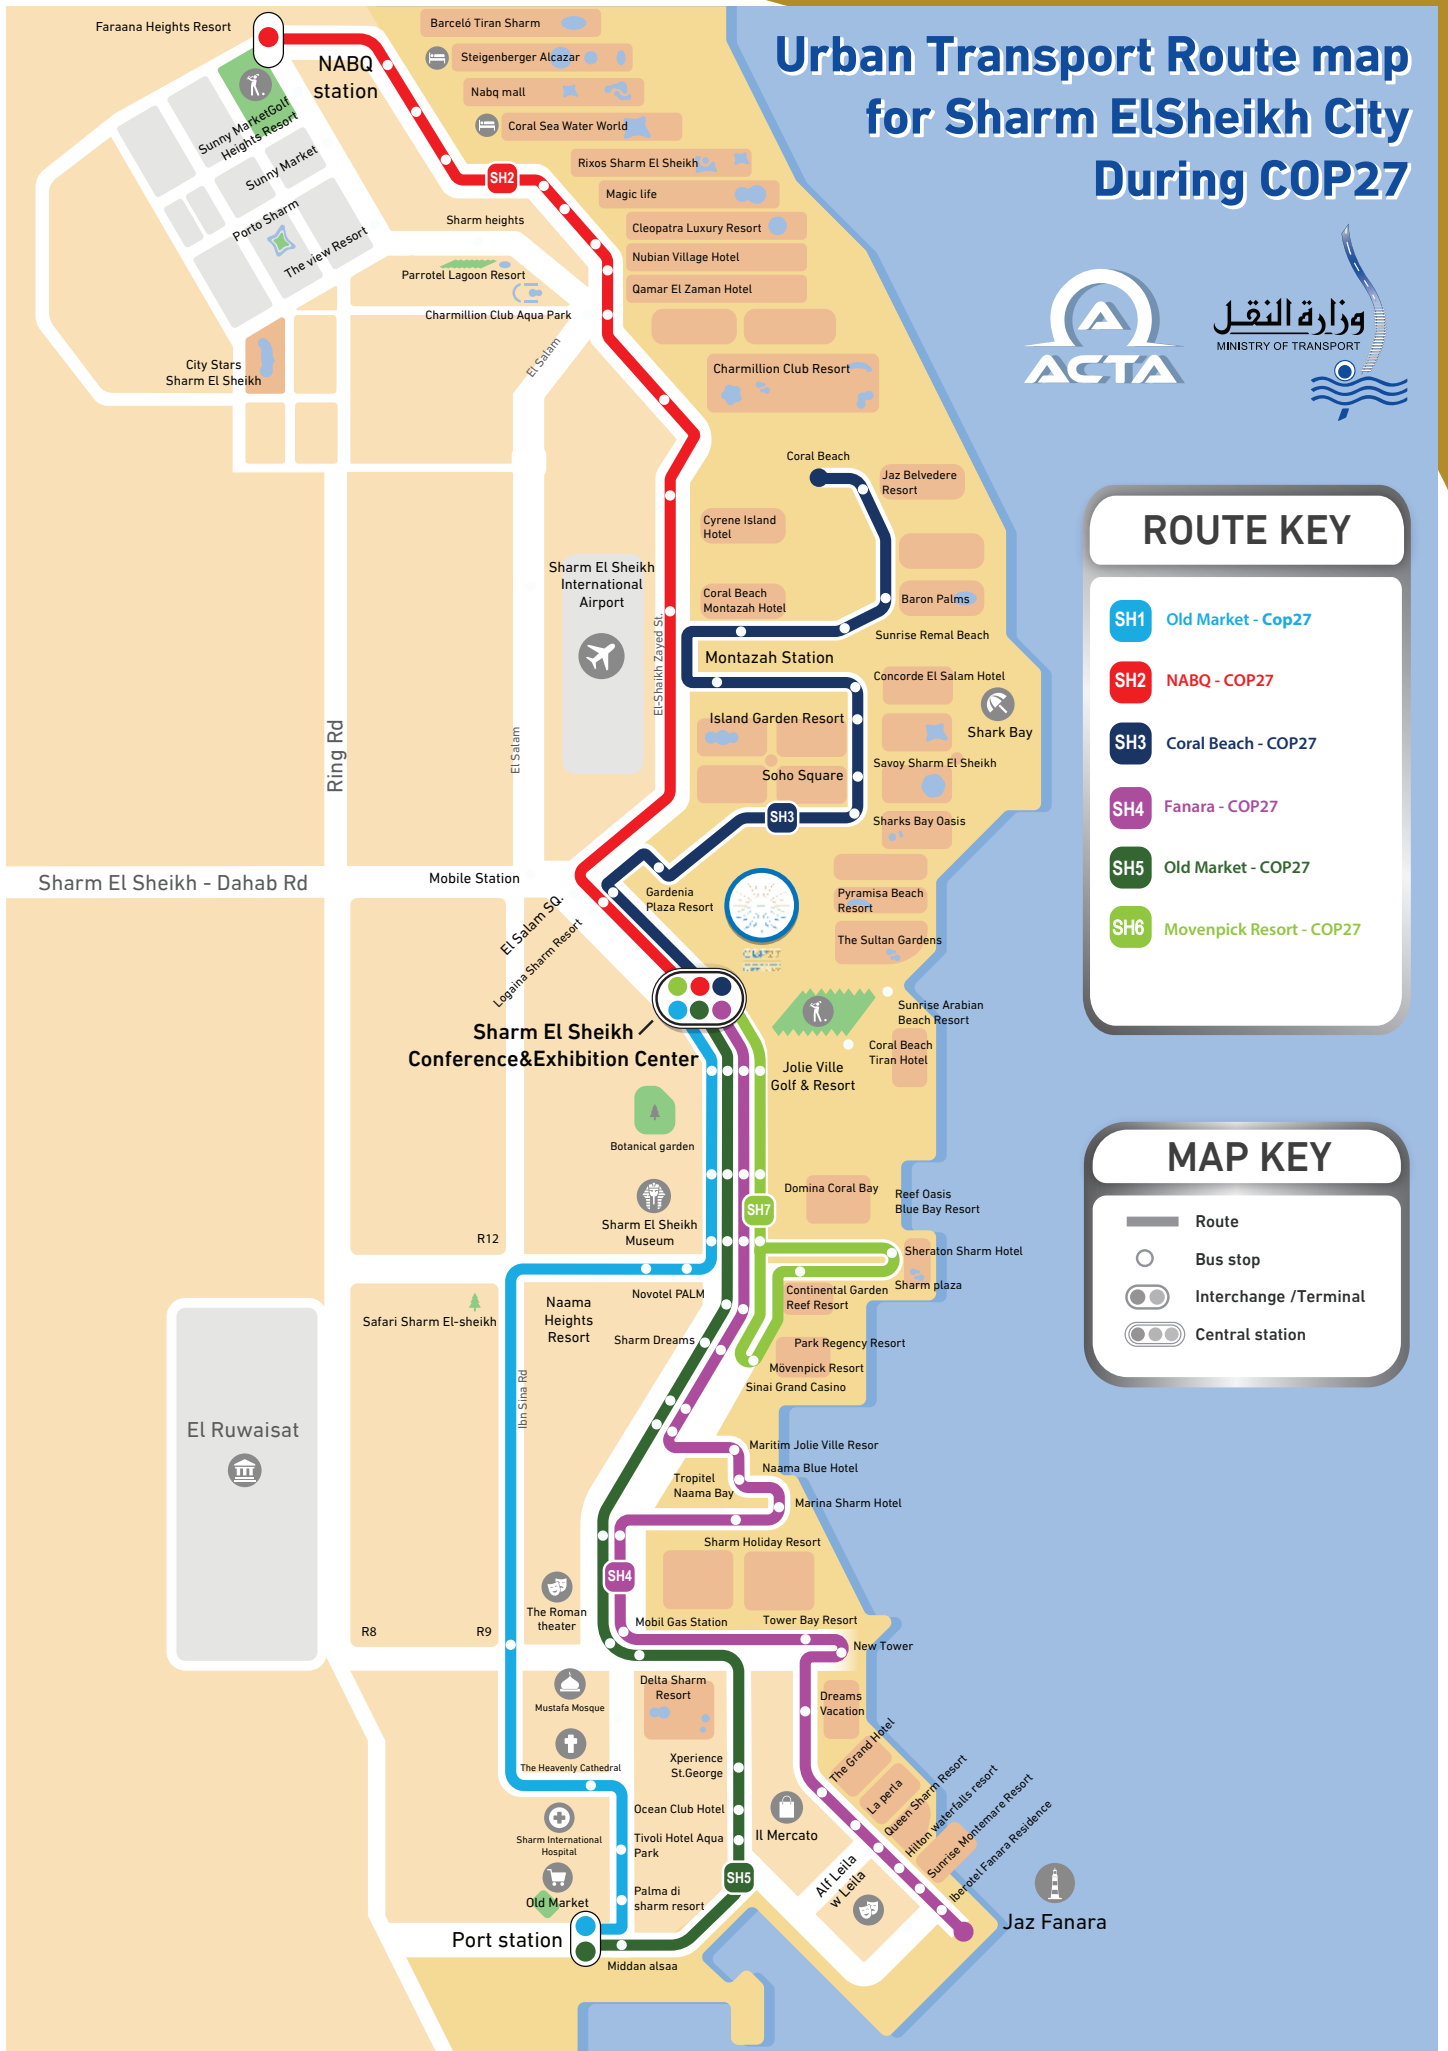 Urban Transport Route map
for Sharm ElSheikh City
During COP27
ACTA
وزارة النقل
MINISTRY OF TRANSPORT
ROUTE KEY
SH1 Old Market - Cop27
SH2 NABQ - COP27
SH3 Coral Beach - COP27
SH4 Fanara - COP27
SH5 Old Market - COP27
SH6 Movenpick Resort - COP27
MAP KEY
Route
Bus stop
Interchange /Terminal
Central station
Faraana Heights Resort
NABQ
station
Barceló Tiran Sharm
Steigenberger Alcazar
Nabq mall
Coral Sea Water World
Sunny MarketGolf
Heights Resort
Sunny Market
Porto Sharm
The view Resort
SH2
Rixos Sharm El Sheikh
Magic life
Sharm heights
Cleopatra Luxury Resort
Nubian Village Hotel
Parrotel Lagoon Resort
Qamar El Zaman Hotel
Charmillion Club Aqua Park
El Salam
City Stars
Sharm El Sheikh
Charmillion Club Resort
Coral Beach
Jaz Belvedere
Resort
Cyrene Island
Hotel
Sharm El Sheikh
International
Airport
Coral Beach
Montazah Hotel
Baron Palms
Sunrise Remal Beach
Montazah Station
El-Shaikh Zayed St.
Concorde El Salam Hotel
Island Garden Resort
Shark Bay
Ring Rd
El Salam
Savoy Sharm El Sheikh
Soho Square
SH3
Sharks Bay Oasis
Sharm El Sheikh - Dahab Rd
Mobile Station
Gardenia
Plaza Resort
Pyramisa Beach
Resort
El Salam SQ.
Logaina Sharm Resort
The Sultan Gardens
COP27
Sunrise Arabian
Beach Resort
Sharm El Sheikh
Conference&Exhibition Center
Coral Beach
Tiran Hotel
Jolie Ville
Golf & Resort
Botanical garden
Domina Coral Bay
Reef Oasis
Blue Bay Resort
SH7
Sharm El Sheikh
Museum
R12
Sheraton Sharm Hotel
Sharm plaza
Novotel PALM
Continental Garden
Reef Resort
Naama
Heights
Resort
Safari Sharm El-sheikh
Sharm Dreams
Park Regency Resort
Mövenpick Resort
Sinai Grand Casino
Ibn Sina Rd
El Ruwaisat
Maritim Jolie Ville Resor
Naama Blue Hotel
Tropitel
Naama Bay
Marina Sharm Hotel
Sharm Holiday Resort
SH4
The Roman
theater
Mobil Gas Station
Tower Bay Resort
R8
R9
New Tower
Delta Sharm
Resort
Mustafa Mosque
Dreams
Vacation
The Heavenly Cathedral
Xperience
St.George
The Grand Hotel
La perla
Queen Sharm Resort
Hilton waterfalls resort
Sunrise Montemare Resort
Iberotel Fanara Residence
Ocean Club Hotel
Sharm International
Hospital
Tivoli Hotel Aqua
Park
Il Mercato
SH5
Alf Leila
w Leila
Old Market
Palma di
sharm resort
Jaz Fanara
Port station
Middan alsaa